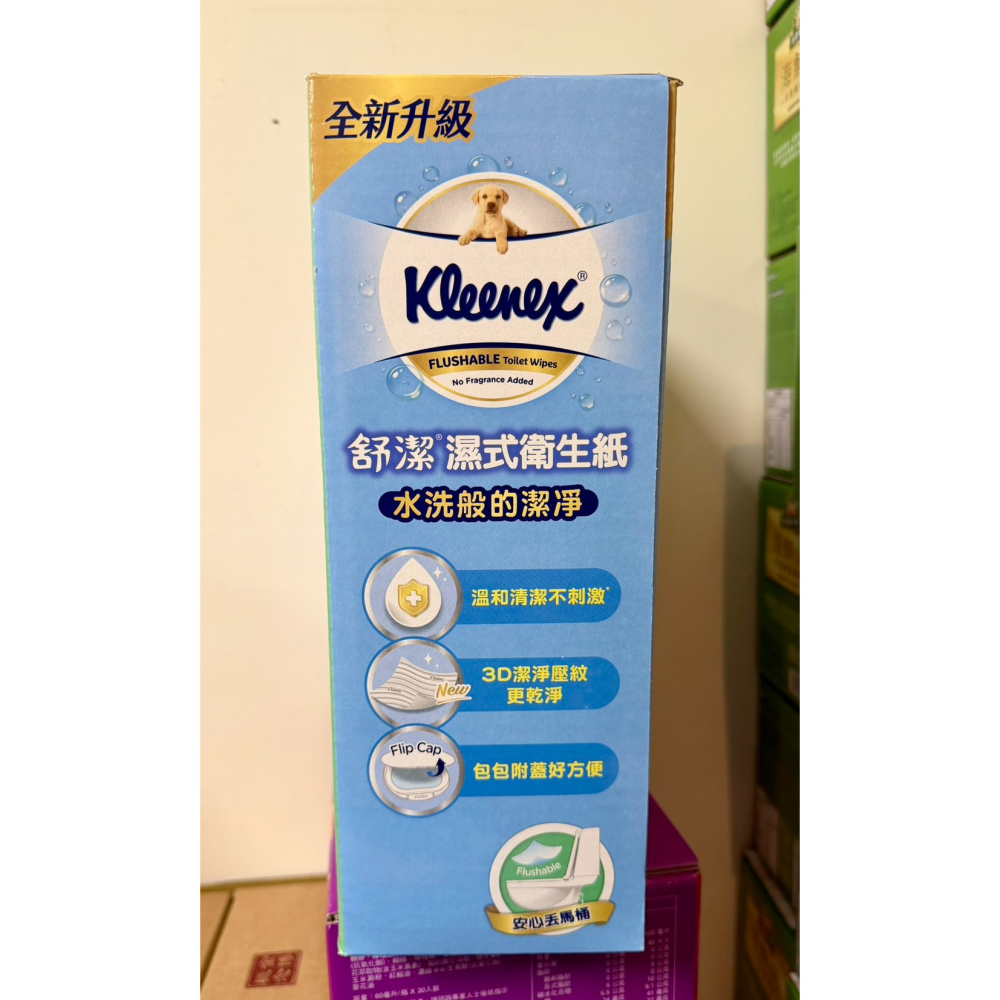 全新升級
Kleenex®
FLUSHABLE Toilet Wipes
No Fragrance Added
舒潔®濕式衛生紙
水洗般的潔淨
溫和清潔不刺激*
New
3D潔淨壓紋
更乾淨
Flip Cap
包包附蓋好方便
Flushable
安心丟馬桶